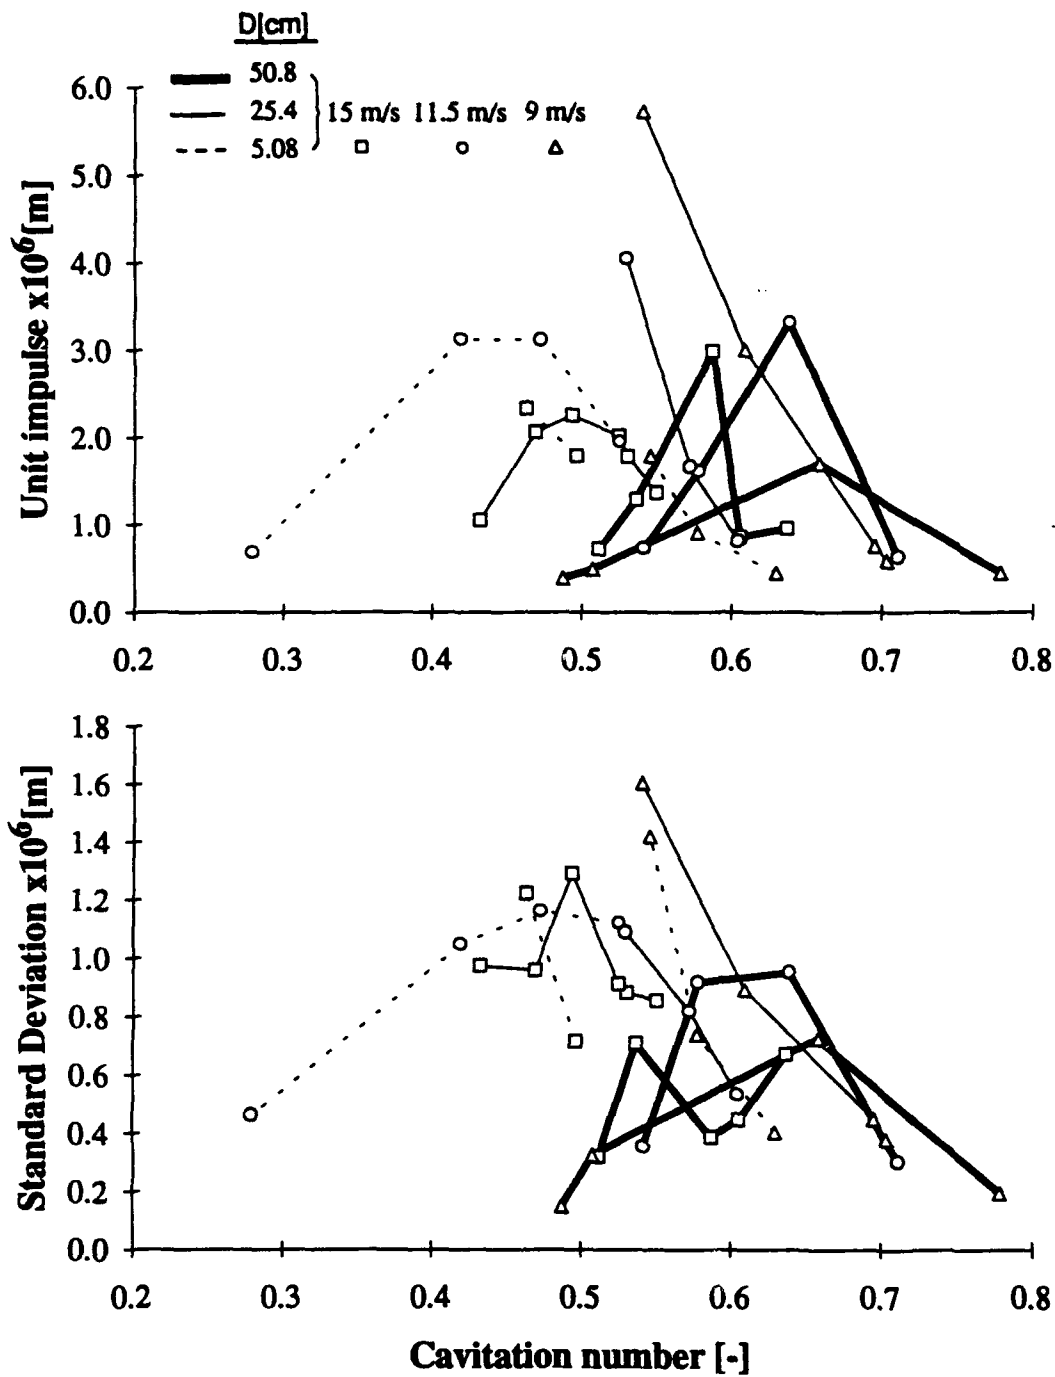 D[cm]
50.8
25.4 15 m/s 11.5 m/s 9 m/s
5.08
6.0
5.0
4.0
3.0
2.0
1.0
0.0
Unit impulse x10⁶[m]
0.2 0.3 0.4 0.5 0.6 0.7 0.8
1.8
1.6
1.4
1.2
1.0
0.8
0.6
0.4
0.2
0.0
Standard Deviation x10⁶[m]
0.2 0.3 0.4 0.5 0.6 0.7 0.8
Cavitation number [-]